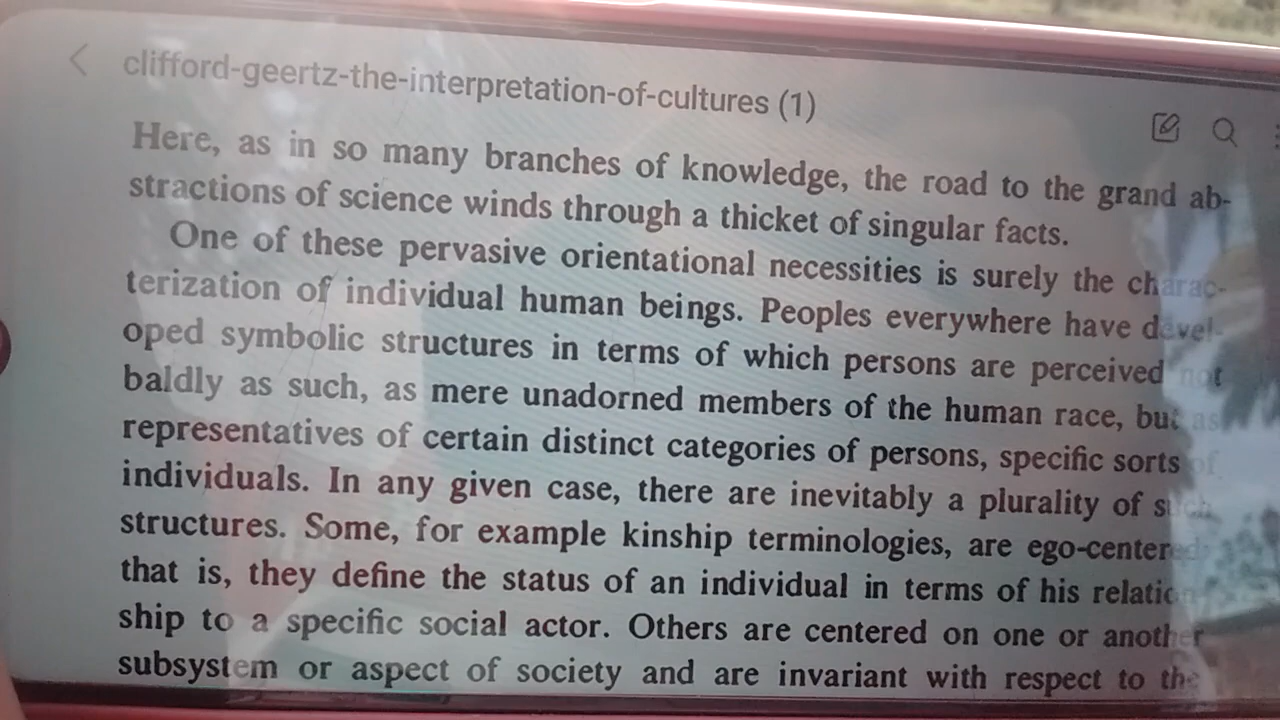 clifford-geertz-the-interpretation-of-cultures (1)
Here, as in so many branches of knowledge, the road to the grand ab-
stractions of science winds through a thicket of singular facts.
One of these pervasive orientational necessities is surely the charac-
terization of individual human beings. Peoples everywhere have devel-
oped symbolic structures in terms of which persons are perceived not
baldly as such, as mere unadorned members of the human race, but as
representatives of certain distinct categories of persons, specific sorts of
individuals. In any given case, there are inevitably a plurality of such
structures. Some, for example kinship terminologies, are ego-centered:
that is, they define the status of an individual in terms of his relation-
ship to a specific social actor. Others are centered on one or another
subsystem or aspect of society and are invariant with respect to the